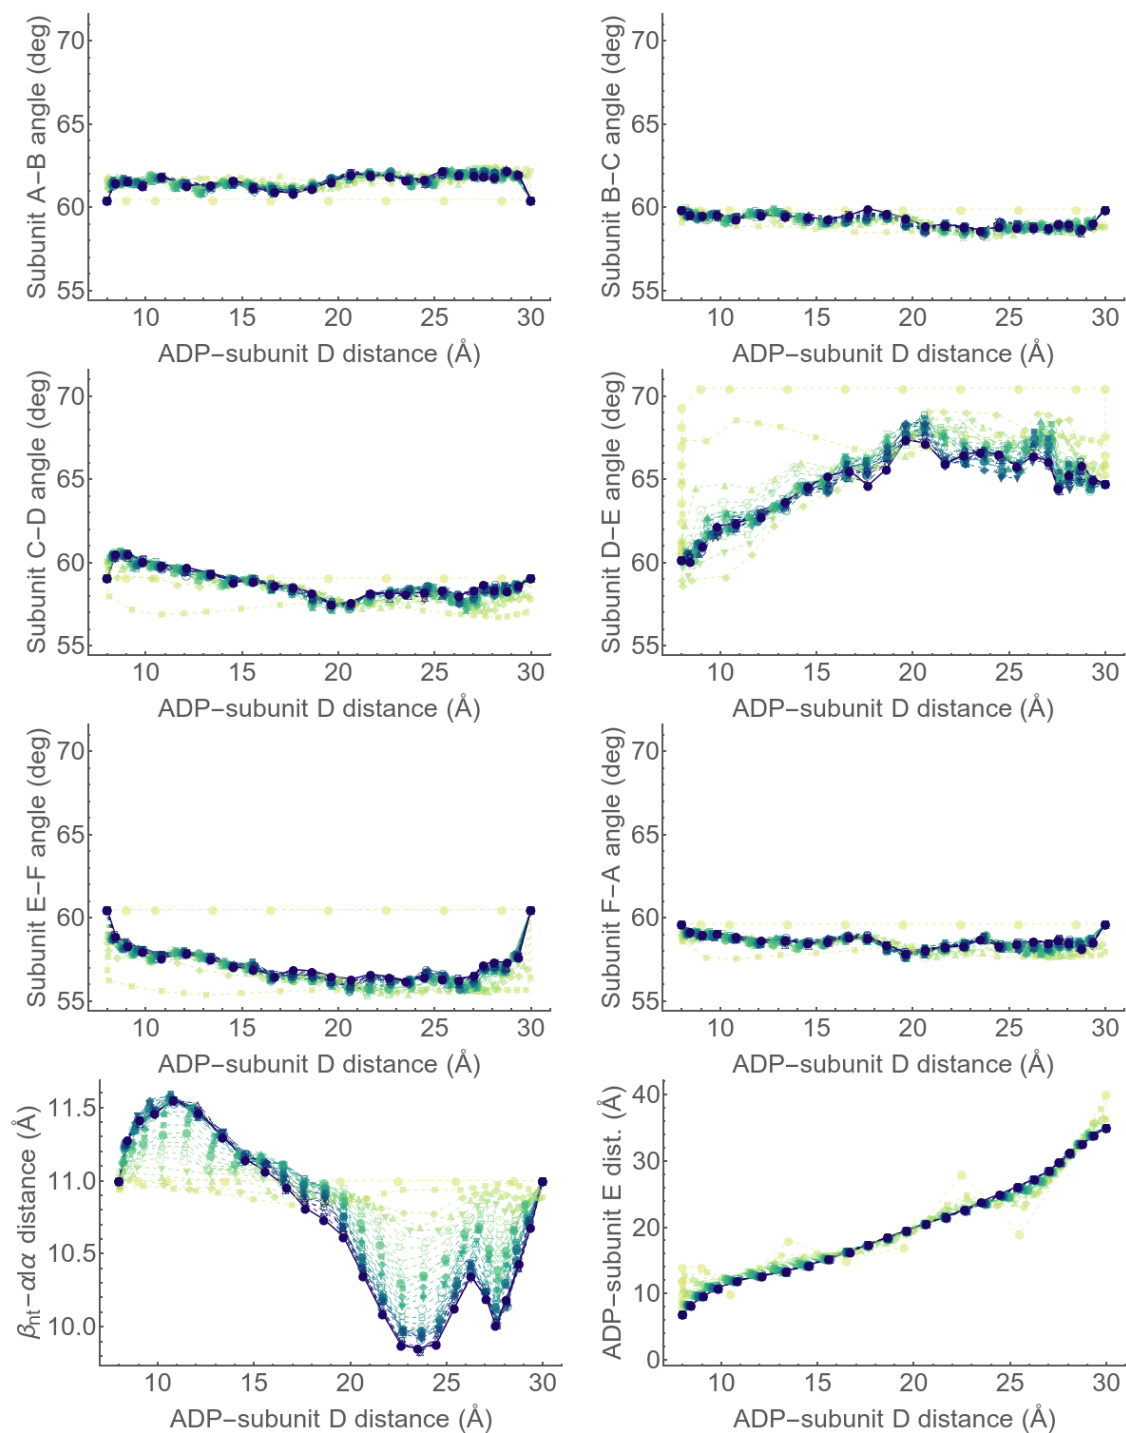 Subunit A−B angle (deg)
70
65
60
55
10 15 20 25 30
ADP−subunit D distance (Å)
Subunit B−C angle (deg)
70
65
60
55
10 15 20 25 30
ADP−subunit D distance (Å)
Subunit C−D angle (deg)
70
65
60
55
10 15 20 25 30
ADP−subunit D distance (Å)
Subunit D−E angle (deg)
70
65
60
55
10 15 20 25 30
ADP−subunit D distance (Å)
Subunit E−F angle (deg)
70
65
60
55
10 15 20 25 30
ADP−subunit D distance (Å)
Subunit F−A angle (deg)
70
65
60
55
10 15 20 25 30
ADP−subunit D distance (Å)
βnt−dα distance (Å)
11.5
11.0
10.5
10.0
10 15 20 25 30
ADP−subunit D distance (Å)
ADP−subunit E dist. (Å)
40
30
20
10
0
10 15 20 25 30
ADP−subunit D distance (Å)